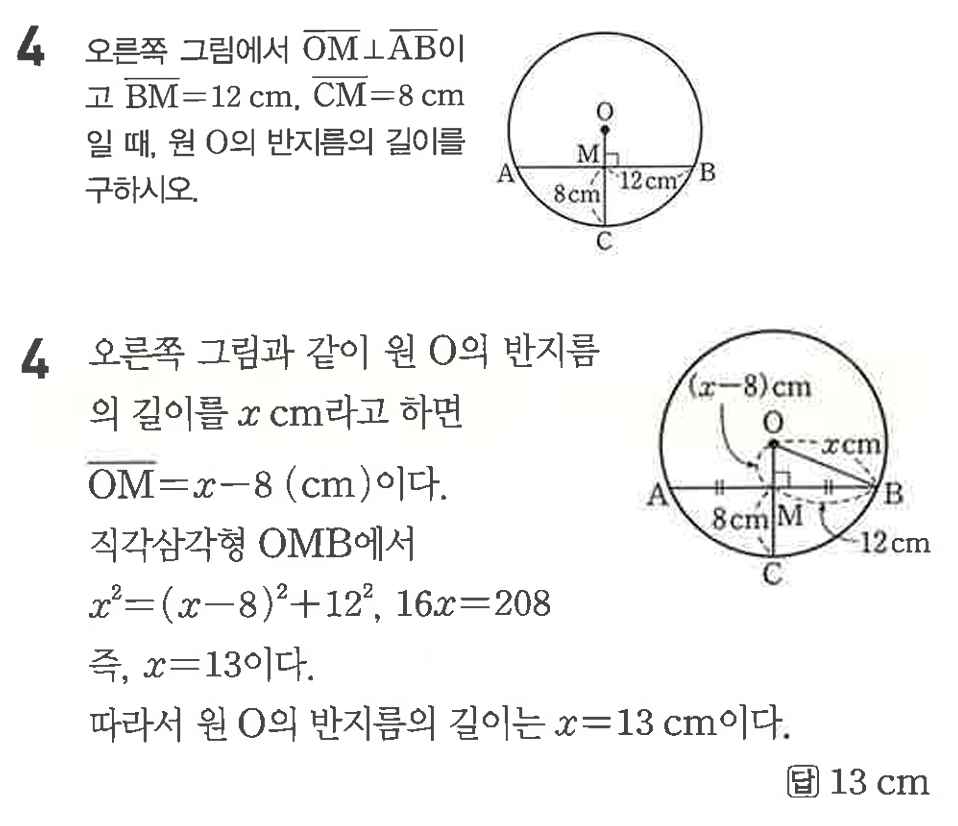 4 오른쪽 그림에서 OM⊥AB이
고 BM=12 cm, CM=8 cm
일 때, 원 O의 반지름의 길이를
구하시오.
O
M
A
B
8cm
12cm
C
4 오른쪽 그림과 같이 원 O의 반지름
의 길이를 x cm라고 하면
OM=x-8 (cm)이다.
직각삼각형 OMB에서
x²=(x-8)²+12², 16x=208
즉, x=13이다.
따라서 원 O의 반지름의 길이는 x=13 cm이다.
답 13 cm
(x-8)cm
O
xcm
A
B
8cm
M
12cm
C